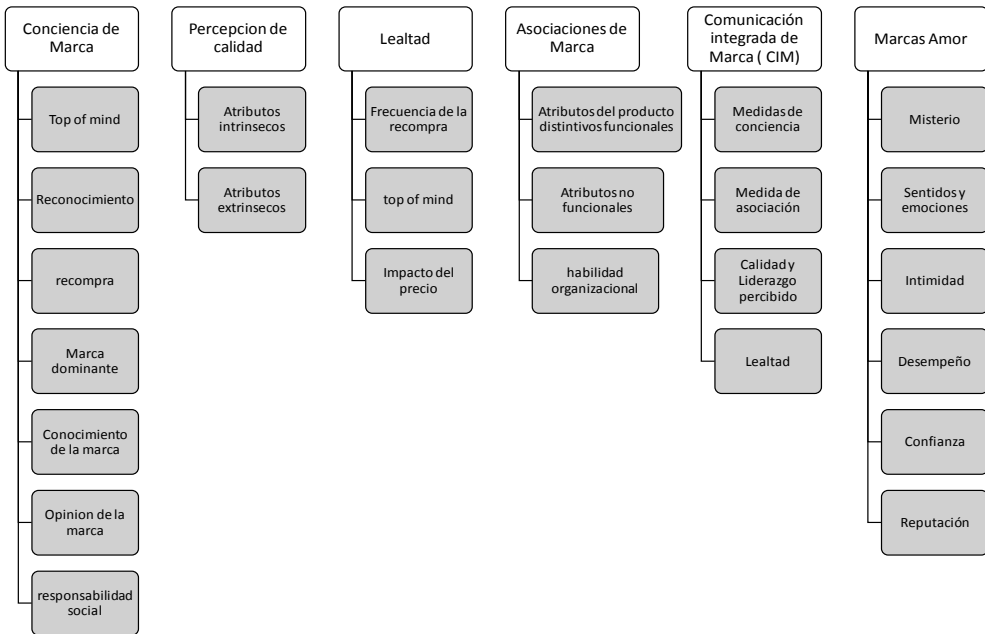 Conciencia de
Marca
Top of mind
Reconocimiento
recompra
Marca
dominante
Conocimiento
de la marca
Opinion de la
marca
responsabilidad
social
Percepcion de
calidad
Atributos
intrinsecos
Atributos
extrinsecos
Lealtad
Frecuencia de la
recompra
top of mind
Impacto del
precio
Asociaciones de
Marca
Atributos del producto
distintivos funcionales
Atributos no
funcionales
habilidad
organizacional
Comunicación
integrada de
Marca ( CIM)
Medidas de
conciencia
Medida de
asociación
Calidad y
Liderazgo
percibido
Lealtad
Marcas Amor
Misterio
Sentidos y
emociones
Intimidad
Desempeño
Confianza
Reputación